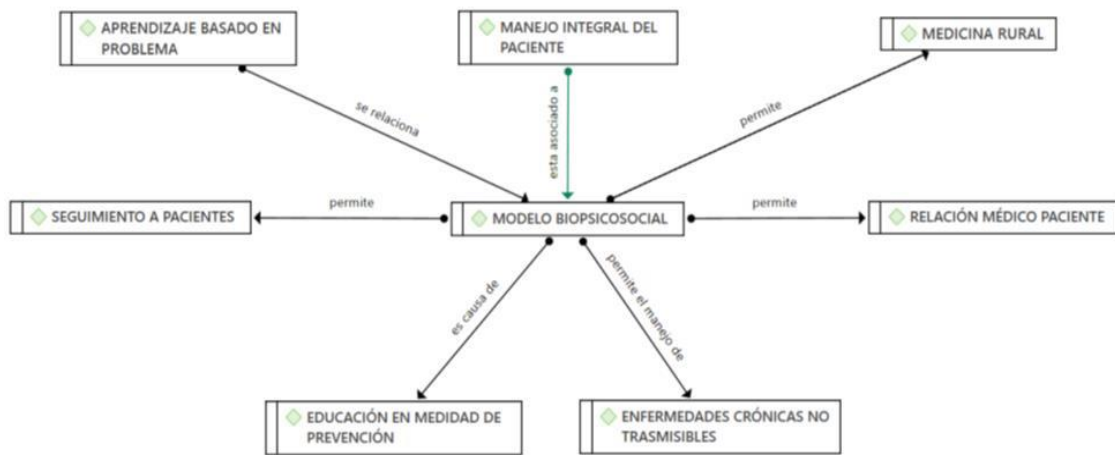 APRENDIZAJE BASADO EN
PROBLEMA
MANEJO INTEGRAL DEL
PACIENTE
MEDICINA RURAL
se relaciona
esta asociado a
permite
SEGUIMIENTO A PACIENTES
permite
MODELO BIOPSICOSOCIAL
permite
RELACIÓN MÉDICO PACIENTE
es causa de
permite el manejo de
EDUCACIÓN EN MEDIDAD DE
PREVENCIÓN
ENFERMEDADES CRÓNICAS NO
TRASMISIBLES